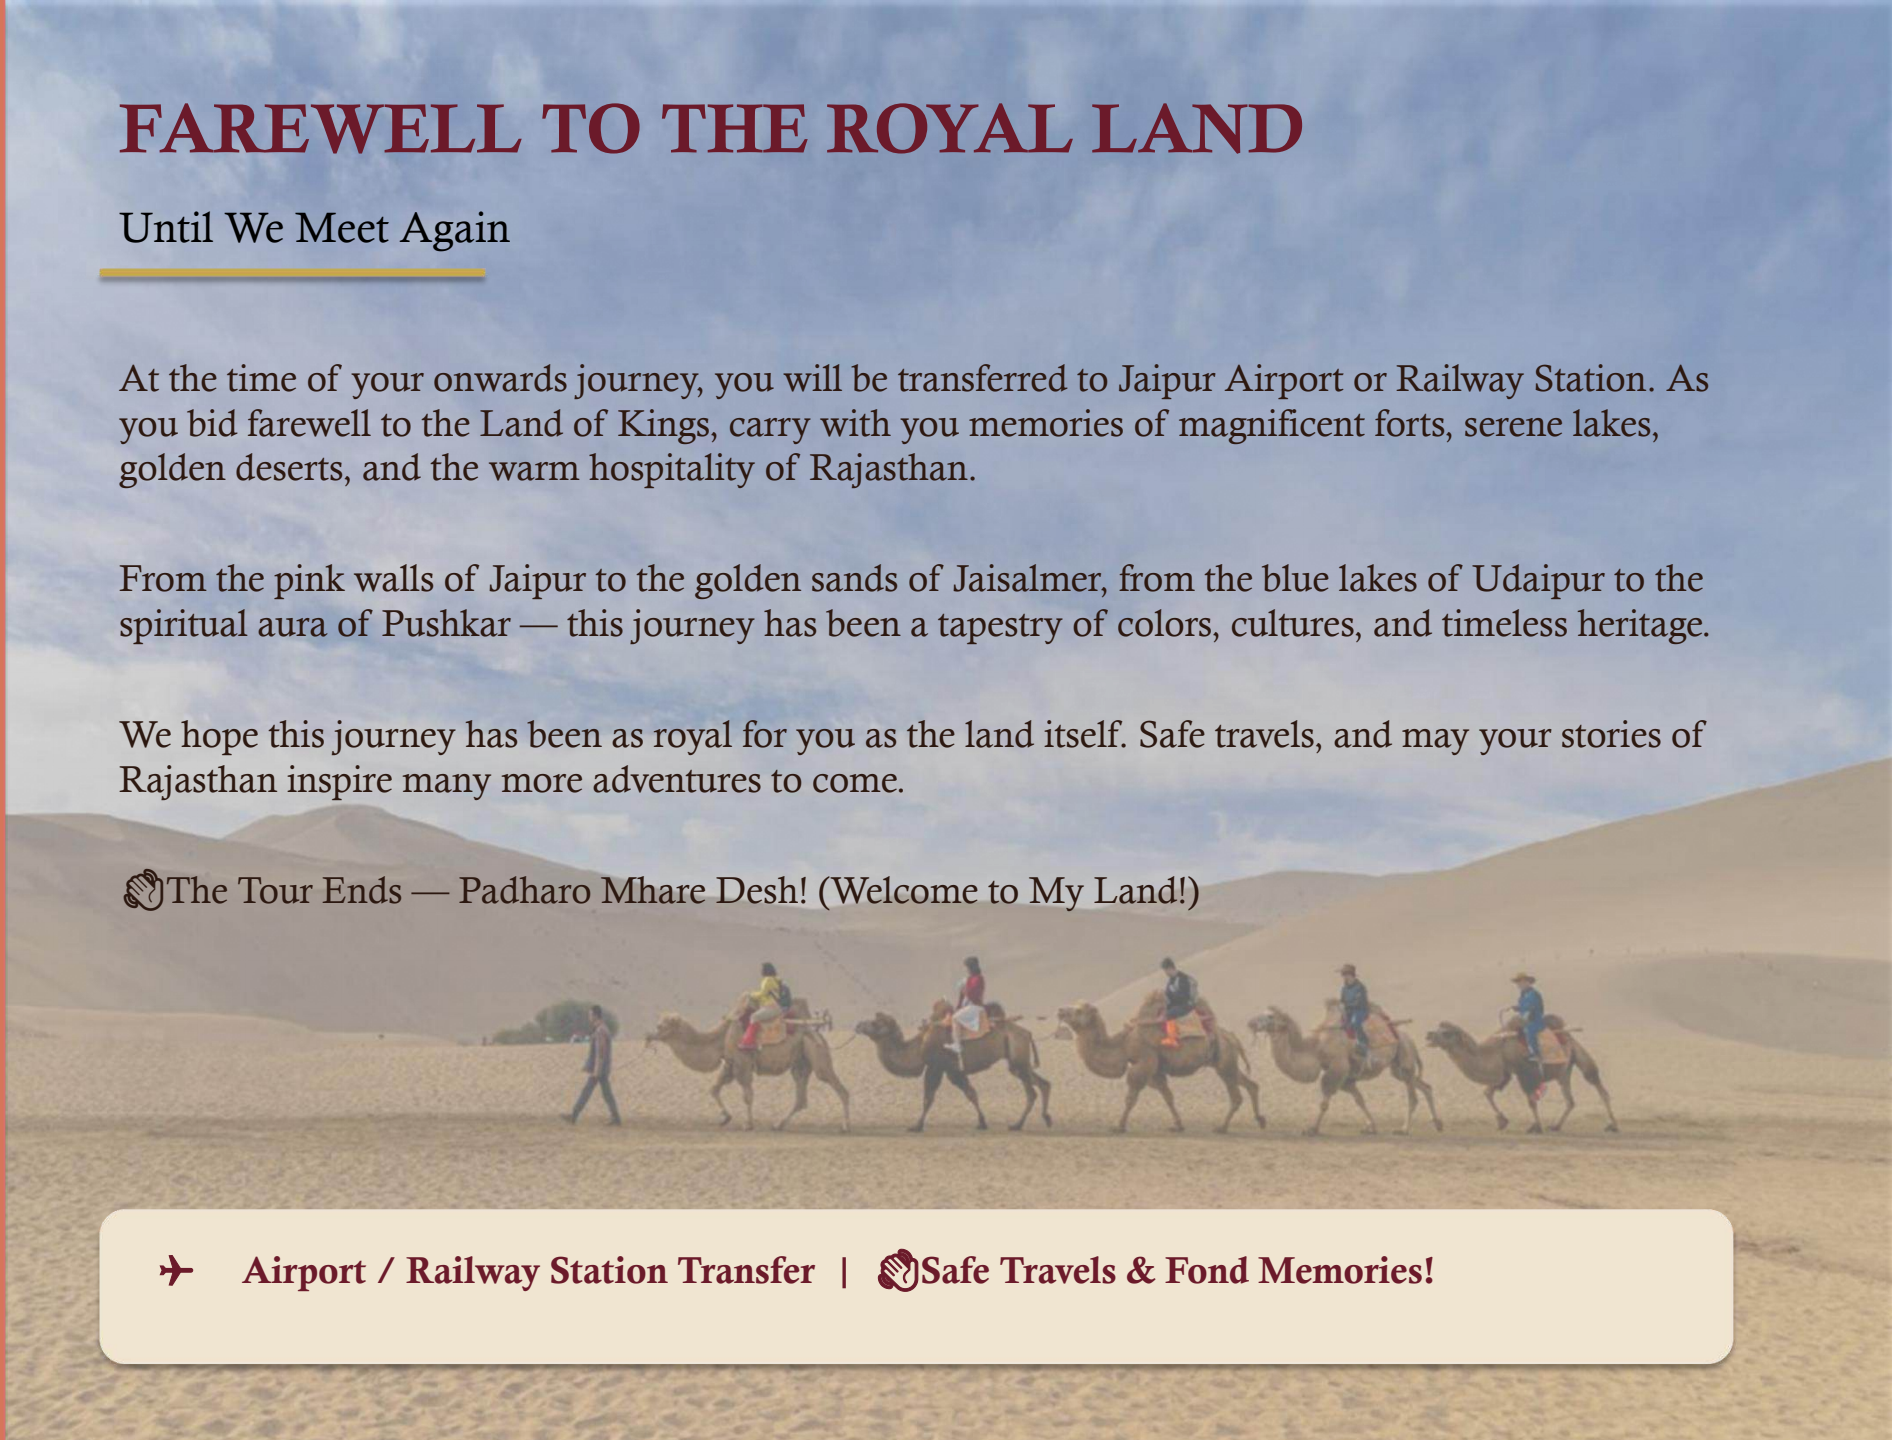 FAREWELL TO THE ROYAL LAND
Until We Meet Again
At the time of your onwards journey, you will be transferred to Jaipur Airport or Railway Station. As
you bid farewell to the Land of Kings, carry with you memories of magnificent forts, serene lakes,
golden deserts, and the warm hospitality of Rajasthan.
From the pink walls of Jaipur to the golden sands of Jaisalmer, from the blue lakes of Udaipur to the
spiritual aura of Pushkar — this journey has been a tapestry of colors, cultures, and timeless heritage.
We hope this journey has been as royal for you as the land itself. Safe travels, and may your stories of
Rajasthan inspire many more adventures to come.
👏The Tour Ends — Padharo Mhare Desh! (Welcome to My Land!)
✈ Airport / Railway Station Transfer | 👏Safe Travels & Fond Memories!